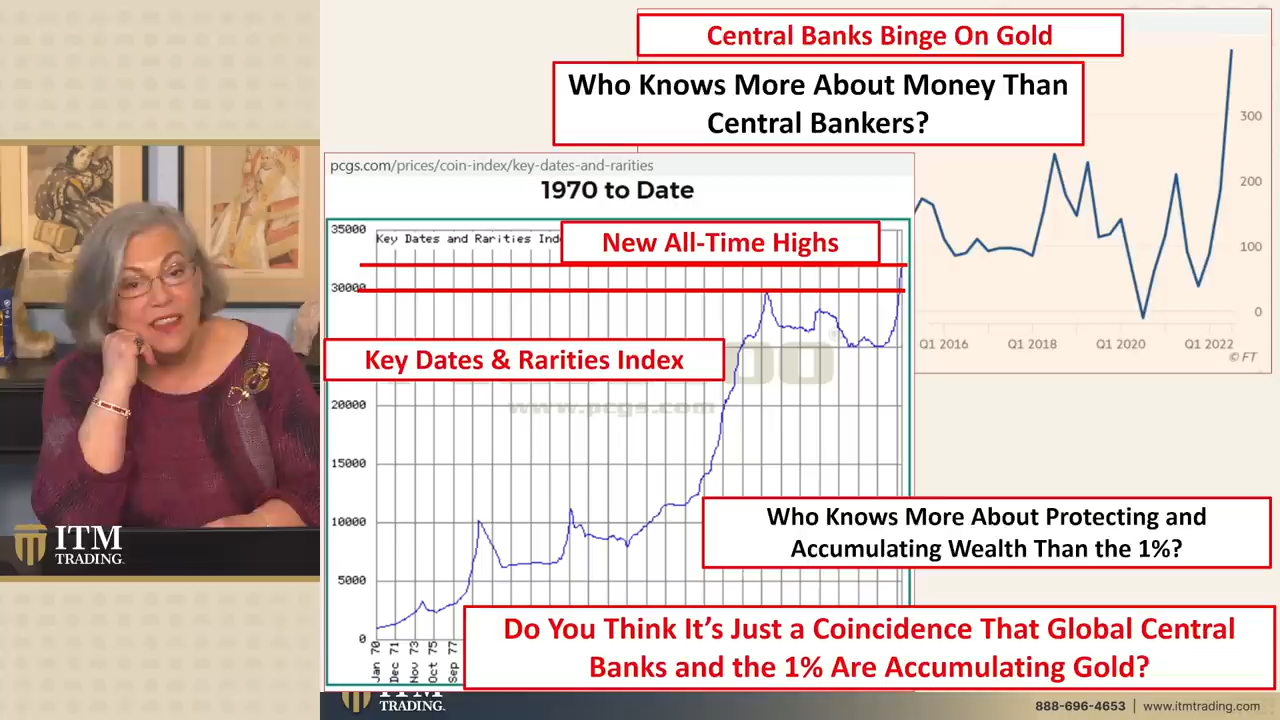 Central Banks Binge On Gold
Who Knows More About Money Than
Central Bankers?
pcgs.com/prices/coin-index/key-dates-and-rarities
1970 to Date
35000
Key Dates and Rarities
New All-Time Highs
30000
Key Dates & Rarities Index
www.pcgs.com
20000
15000
10000
5000
0
Jan 70
Dec 71
Nov 73
Oct 75
Sep 77
300
200
100
0
Q1 2016
Q1 2018
Q1 2020
Q1 2022
© FT
Who Knows More About Protecting and
Accumulating Wealth Than the 1%?
Do You Think It’s Just a Coincidence That Global Central
Banks and the 1% Are Accumulating Gold?
ITM
TRADING.
TRADING.
888-696-4653 | www.itmtrading.com